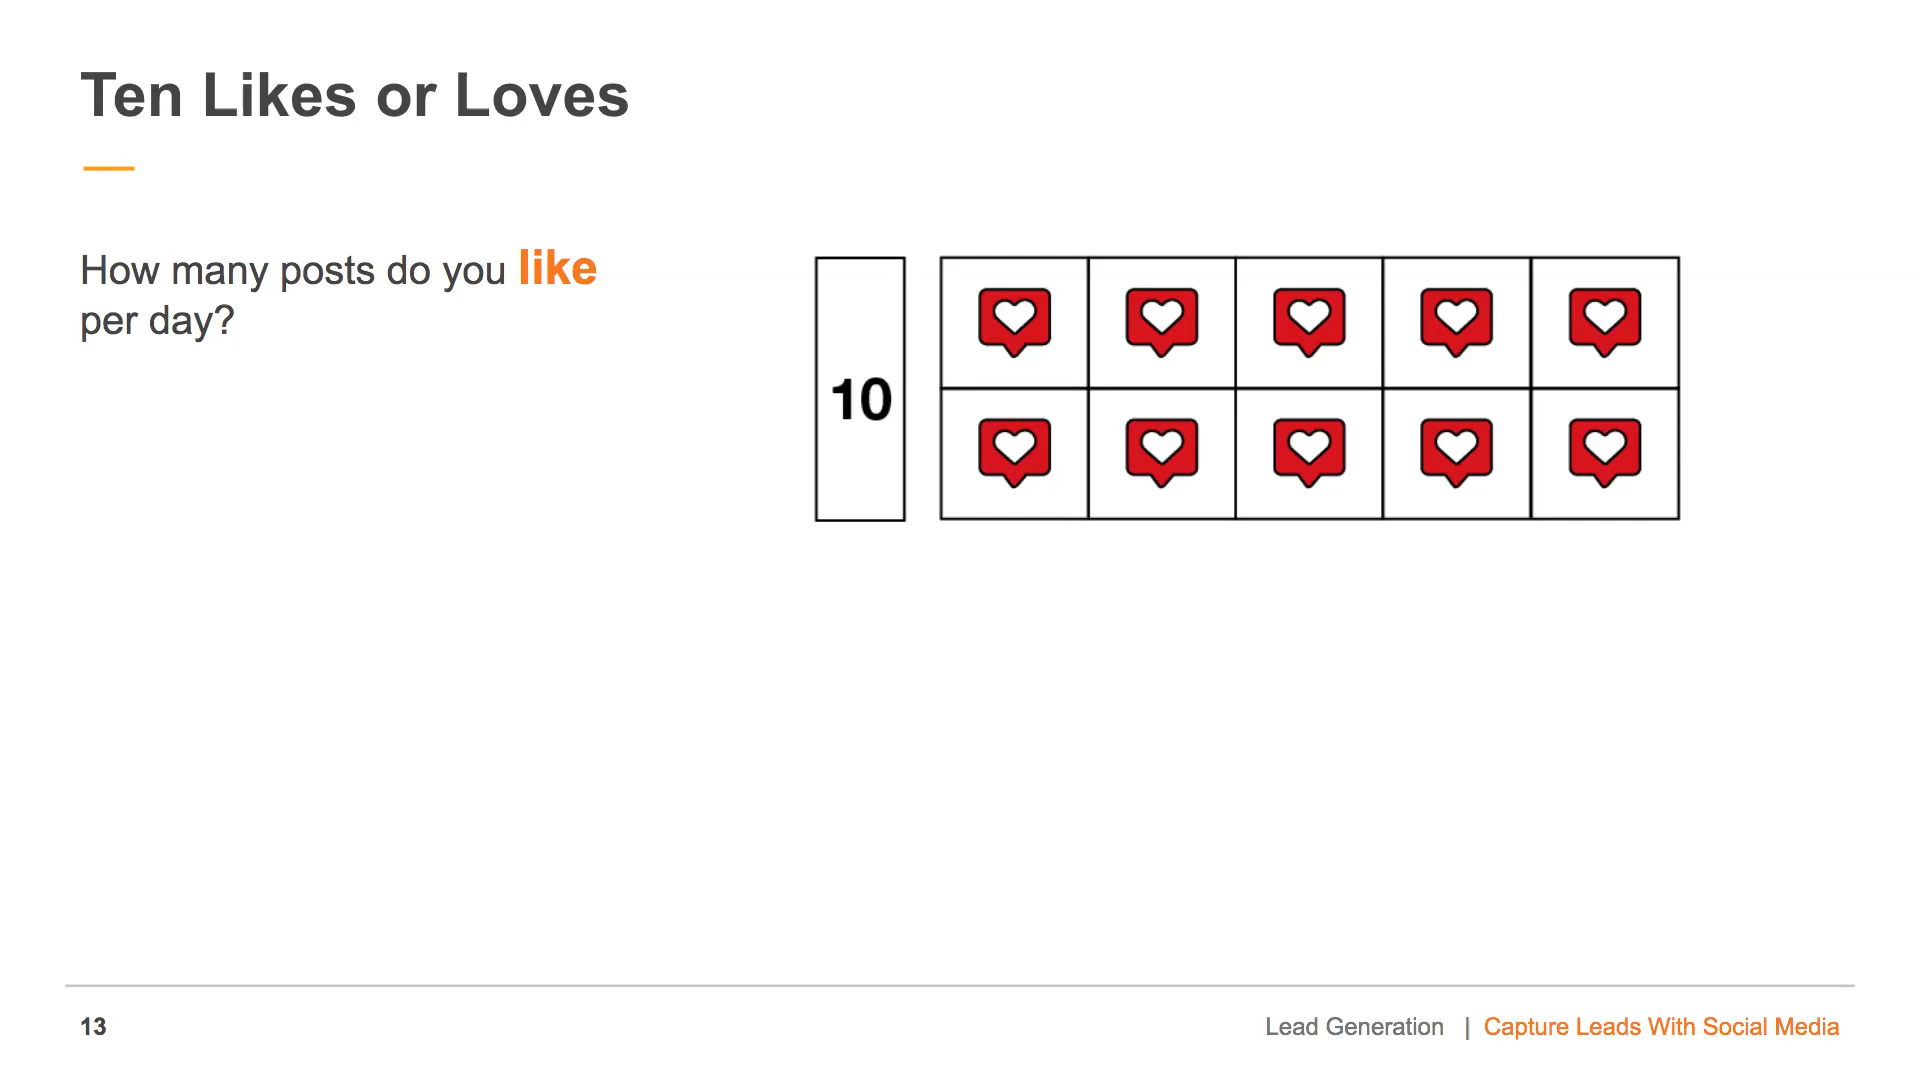 Ten Likes or Loves
How many posts do you like
per day?
10
13
Lead Generation | Capture Leads With Social Media